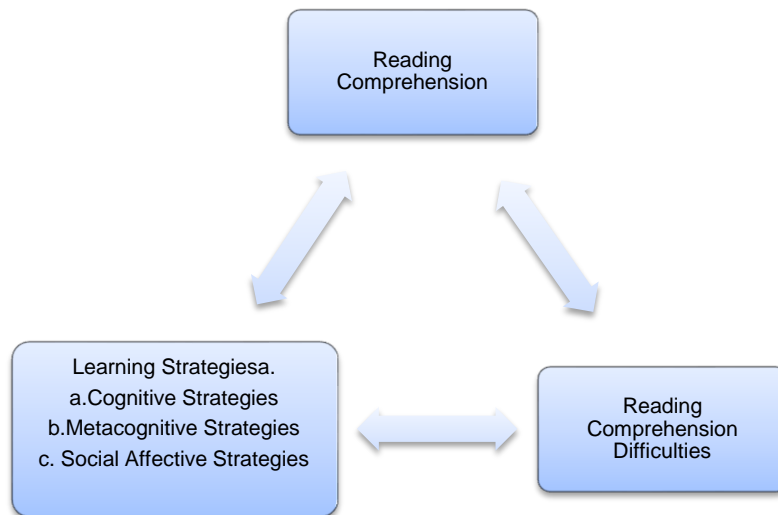 Reading
Comprehension
Learning Strategiesa.
a.Cognitive Strategies
b.Metacognitive Strategies
c. Social Affective Strategies
Reading
Comprehension
Difficulties